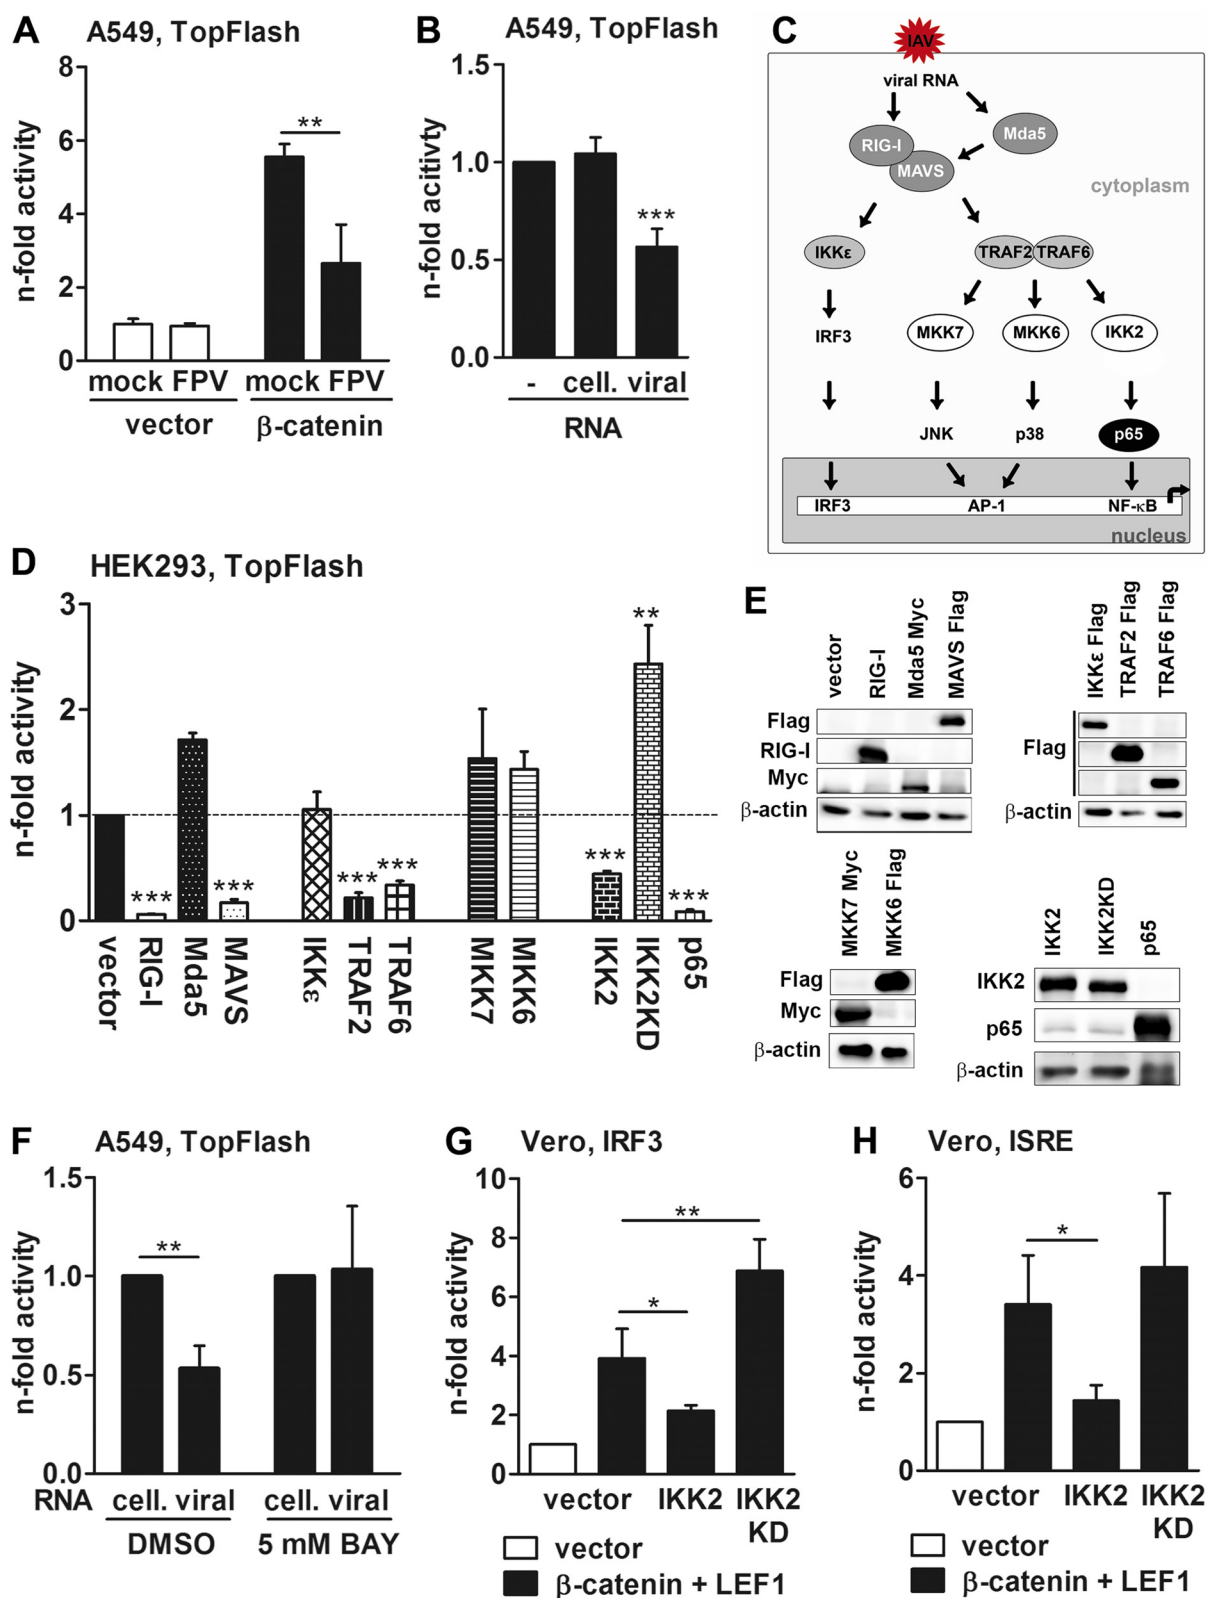 A
A549, TopFlash
n-fold activity
8
6
4
2
0
**
mock FPV
mock FPV
vector
β-catenin
B
A549, TopFlash
n-fold acitivity
1.5
1.0
0.5
0.0
***
- cell. viral
RNA
C
IAV
viral RNA
RIG-I
MAVS
Mda5
cytoplasm
IKKε
TRAF2
TRAF6
IRF3
MKK7
MKK6
IKK2
JNK
p38
p65
IRF3
AP-1
NF-κB
nucleus
D
HEK293, TopFlash
n-fold activity
3
2
1
0
***
***
***
***
***
**
***
vector
RIG-I
Mda5
MAVS
IKKε
TRAF2
TRAF6
MKK7
MKK6
IKK2
IKK2KD
p65
E
vector
RIG-I
Mda5 Myc
MAVS Flag
Flag
RIG-I
Myc
β-actin
IKKε Flag
TRAF2 Flag
TRAF6 Flag
Flag
β-actin
MKK7 Myc
MKK6 Flag
Flag
Myc
β-actin
IKK2
IKK2KD
p65
IKK2
p65
β-actin
F
A549, TopFlash
n-fold activity
1.5
1.0
0.5
0.0
**
RNA cell. viral cell. viral
DMSO
5 mM BAY
G
Vero, IRF3
n-fold activity
10
8
6
4
2
0
**
*
vector IKK2 IKK2
KD
vector
β-catenin + LEF1
H
Vero, ISRE
n-fold activity
6
4
2
0
*
vector IKK2 IKK2
KD
vector
β-catenin + LEF1